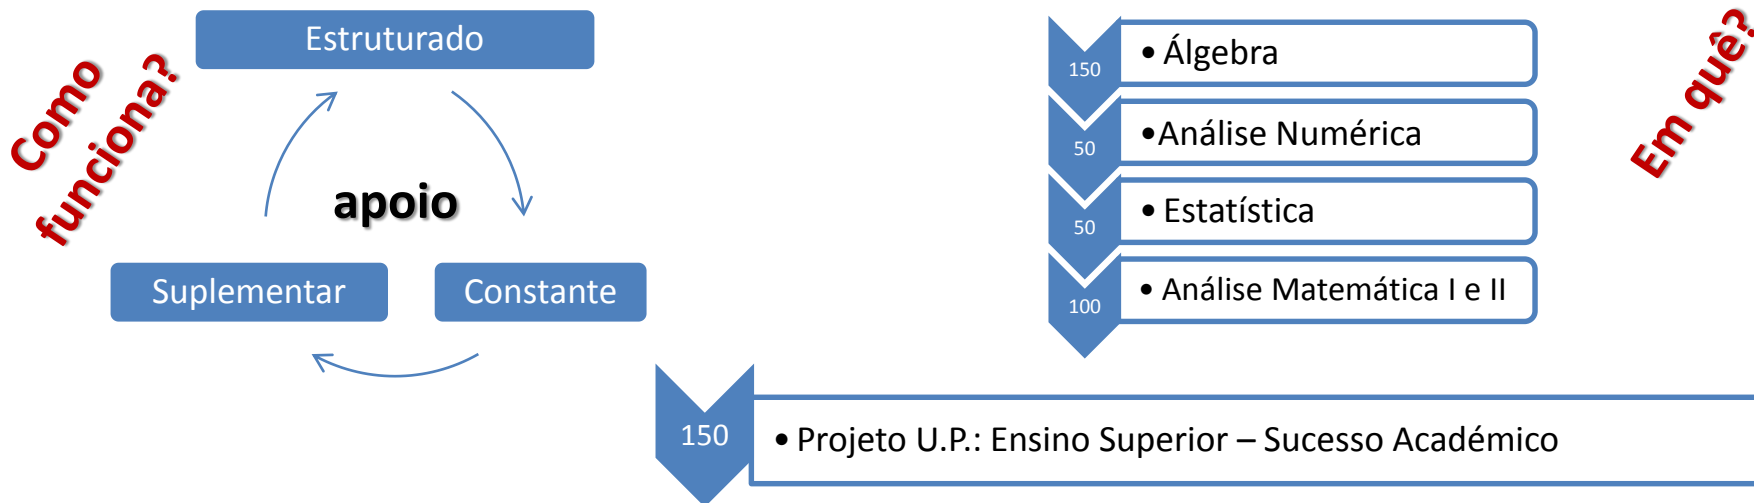 Como
funciona?
Estruturado
apoio
Suplementar
Constante
Em quê?
150
• Álgebra
50
•Análise Numérica
50
• Estatística
100
• Análise Matemática I e II
150
• Projeto U.P.: Ensino Superior – Sucesso Académico